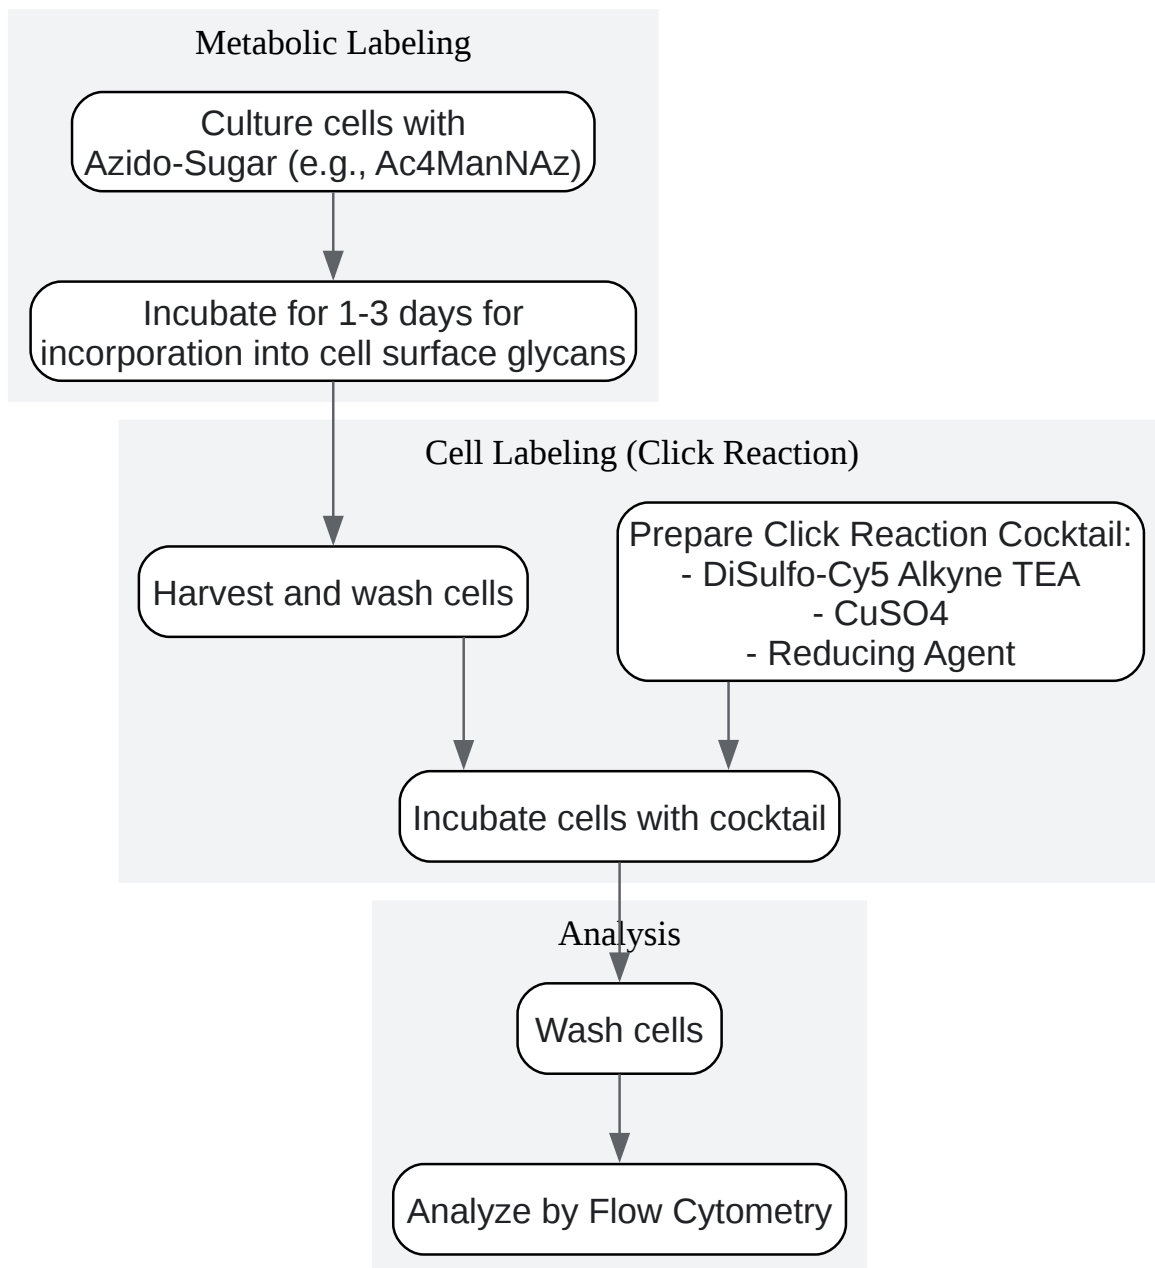 Metabolic Labeling
Culture cells with
Azido-Sugar (e.g., Ac4ManNAz)
Incubate for 1-3 days for
incorporation into cell surface glycans
Cell Labeling (Click Reaction)
Harvest and wash cells
Prepare Click Reaction Cocktail:
- DiSulfo-Cy5 Alkyne TEA
- CuSO4
- Reducing Agent
Incubate cells with cocktail
Analysis
Wash cells
Analyze by Flow Cytometry